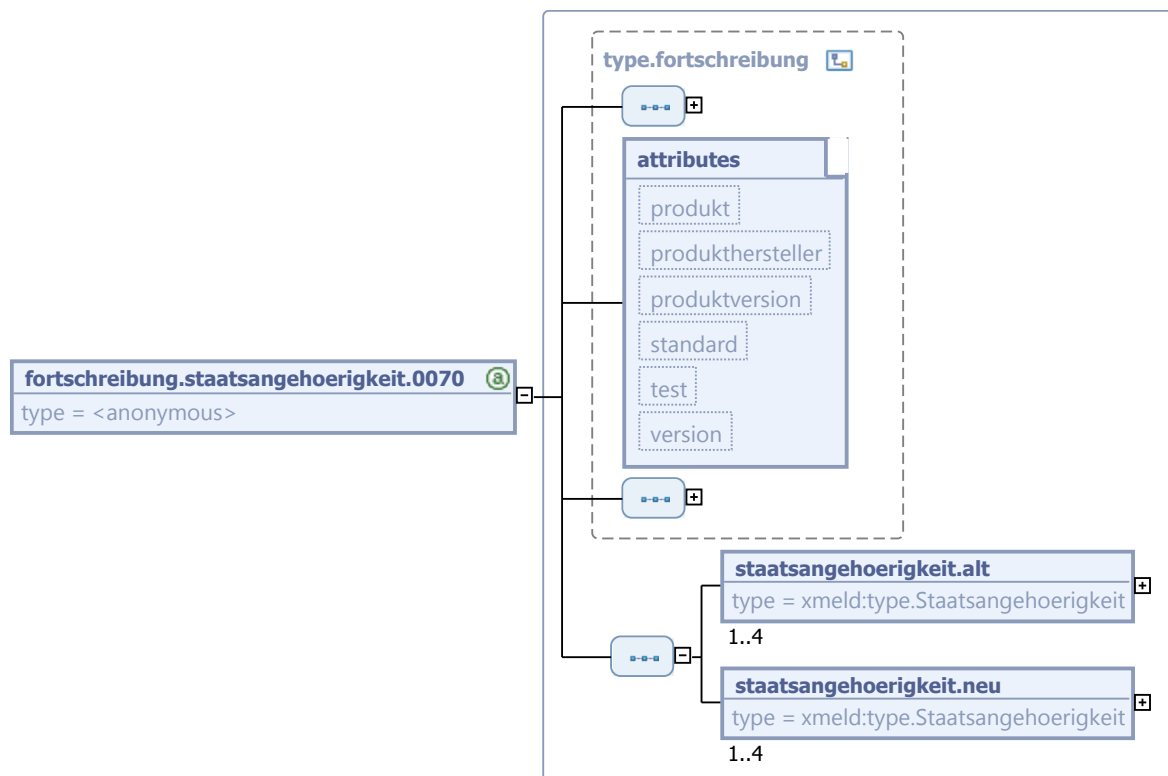 type.fortschreibung
attributes
produkt
produkthersteller
produktversion
standard
test
version
fortschreibung.staatsangehoerigkeit.0070
type = <anonymous>
staatsangehoerigkeit.alt
type = xmeld:type.Staatsangehoerigkeit
1..4
staatsangehoerigkeit.neu
type = xmeld:type.Staatsangehoerigkeit
1..4